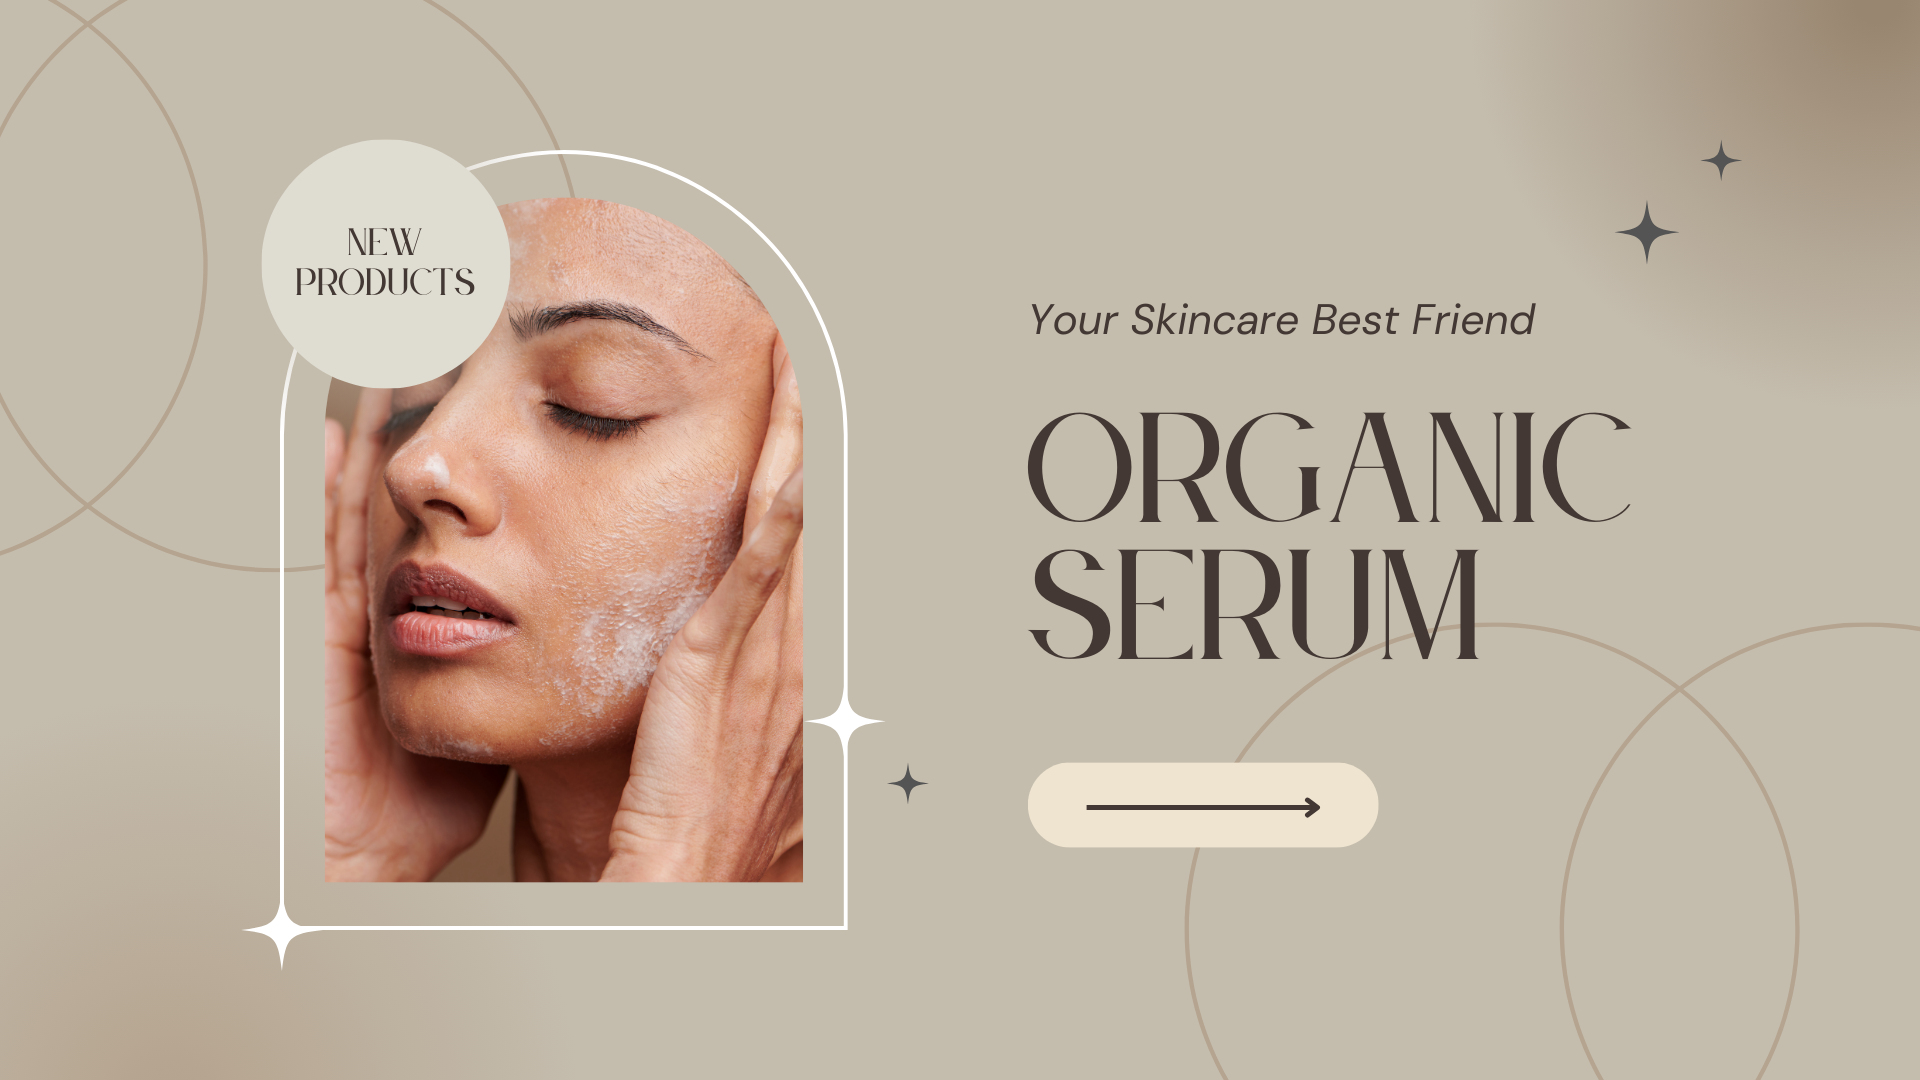 NEW
PRODUCTS
Your Skincare Best Friend
ORGANIC
SERUM